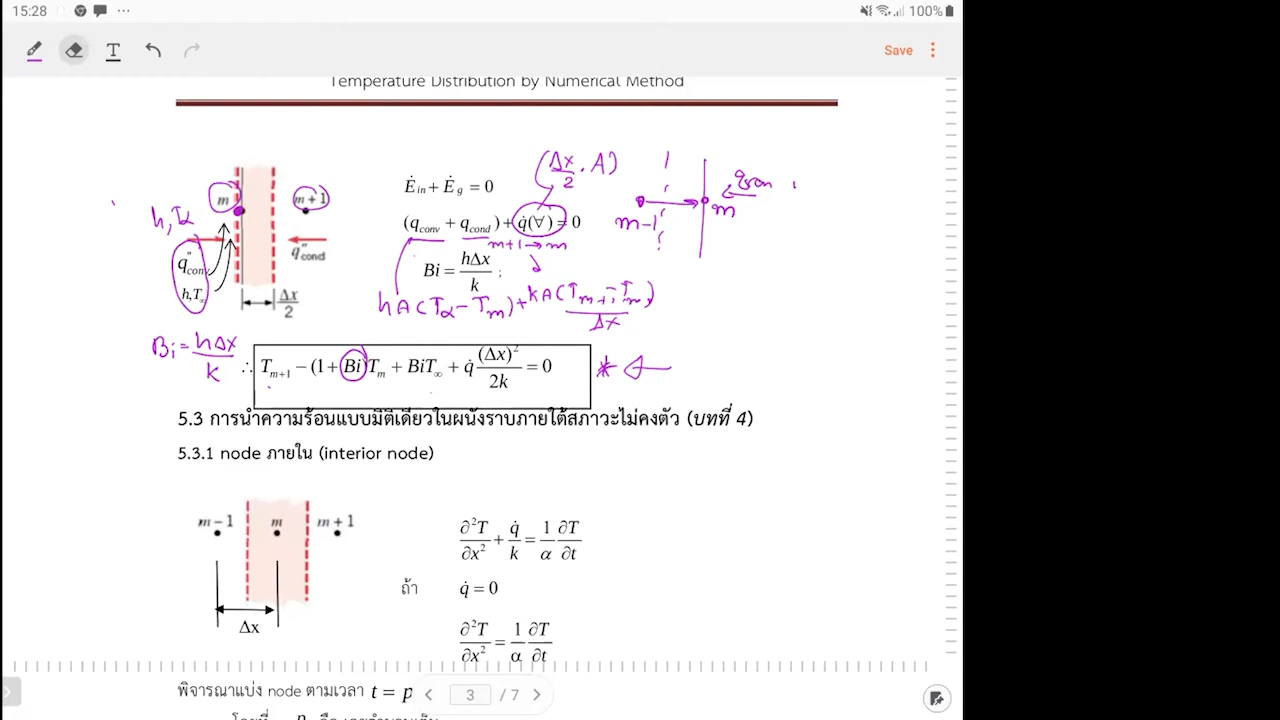 15:28
100%
T
Save
Temperature Distribution by Numerical Method
(Δx/2 . A)
Ė_in + Ė_g = 0
m
m+1
h, T∞
(q_conv + q_cond) + q̇(∀) = 0
m-1
m
m+1 → m
q"_conv
h,T∞
q"_cond
Bi = hΔx/k ;
Δx/2
hA(T∞ - Tm) + kA(Tm+1 - Tm)/Δx
Bi = hΔx/k
∴ T_m+1 − (1 + Bi)T_m + BiT∞ + q̇ (Δx)²/2k = 0 *
5.3 การนำความร้อนแบบมิติเดียวในผนังราบภายใต้สภาวะไม่คงตัว (บทที่ 4)
5.3.1 node ภายใน (interior node)
m−1 m m+1
∂²T/∂x² + q̇/k = 1/α ∂T/∂t
ถ้า q̇ = 0
Δx
∂²T/∂x² = 1/α ∂T/∂t
พิจารณาแบ่ง node ตามเวลา t = p
3 / 7